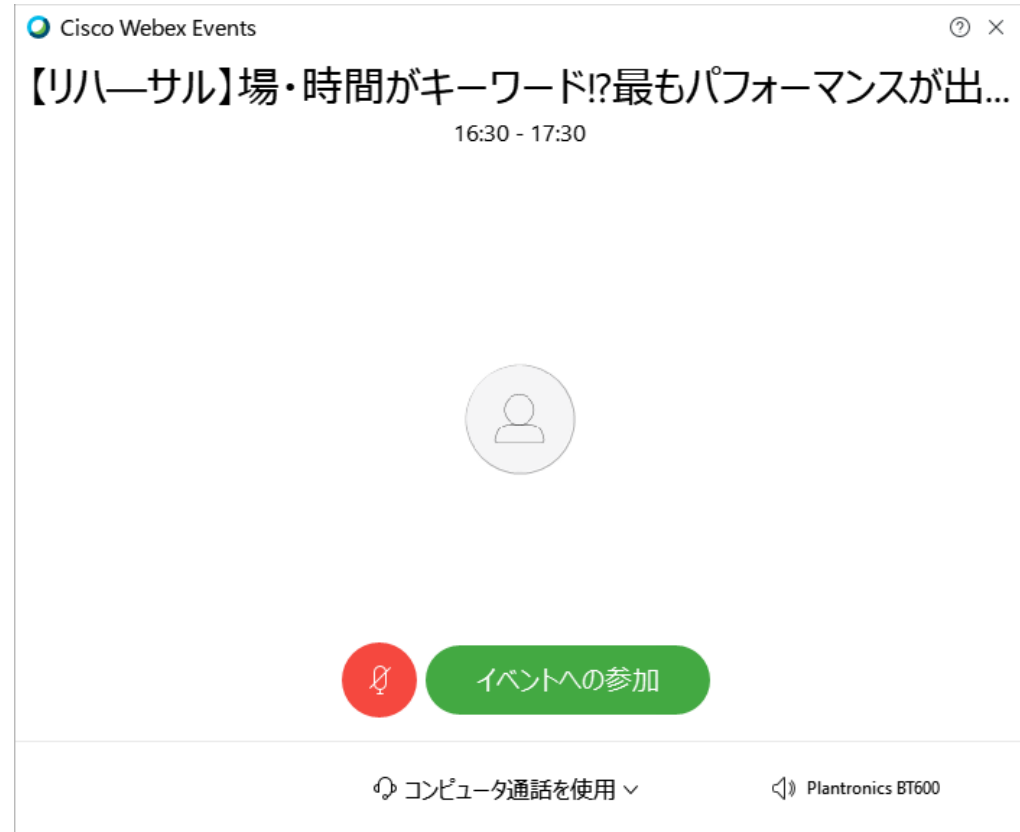 Cisco Webex Events
【リハ―サル】場・時間がキーワード!?最もパフォーマンスが出...
16:30 - 17:30
イベントへの参加
コンピュータ通話を使用
Plantronics BT600